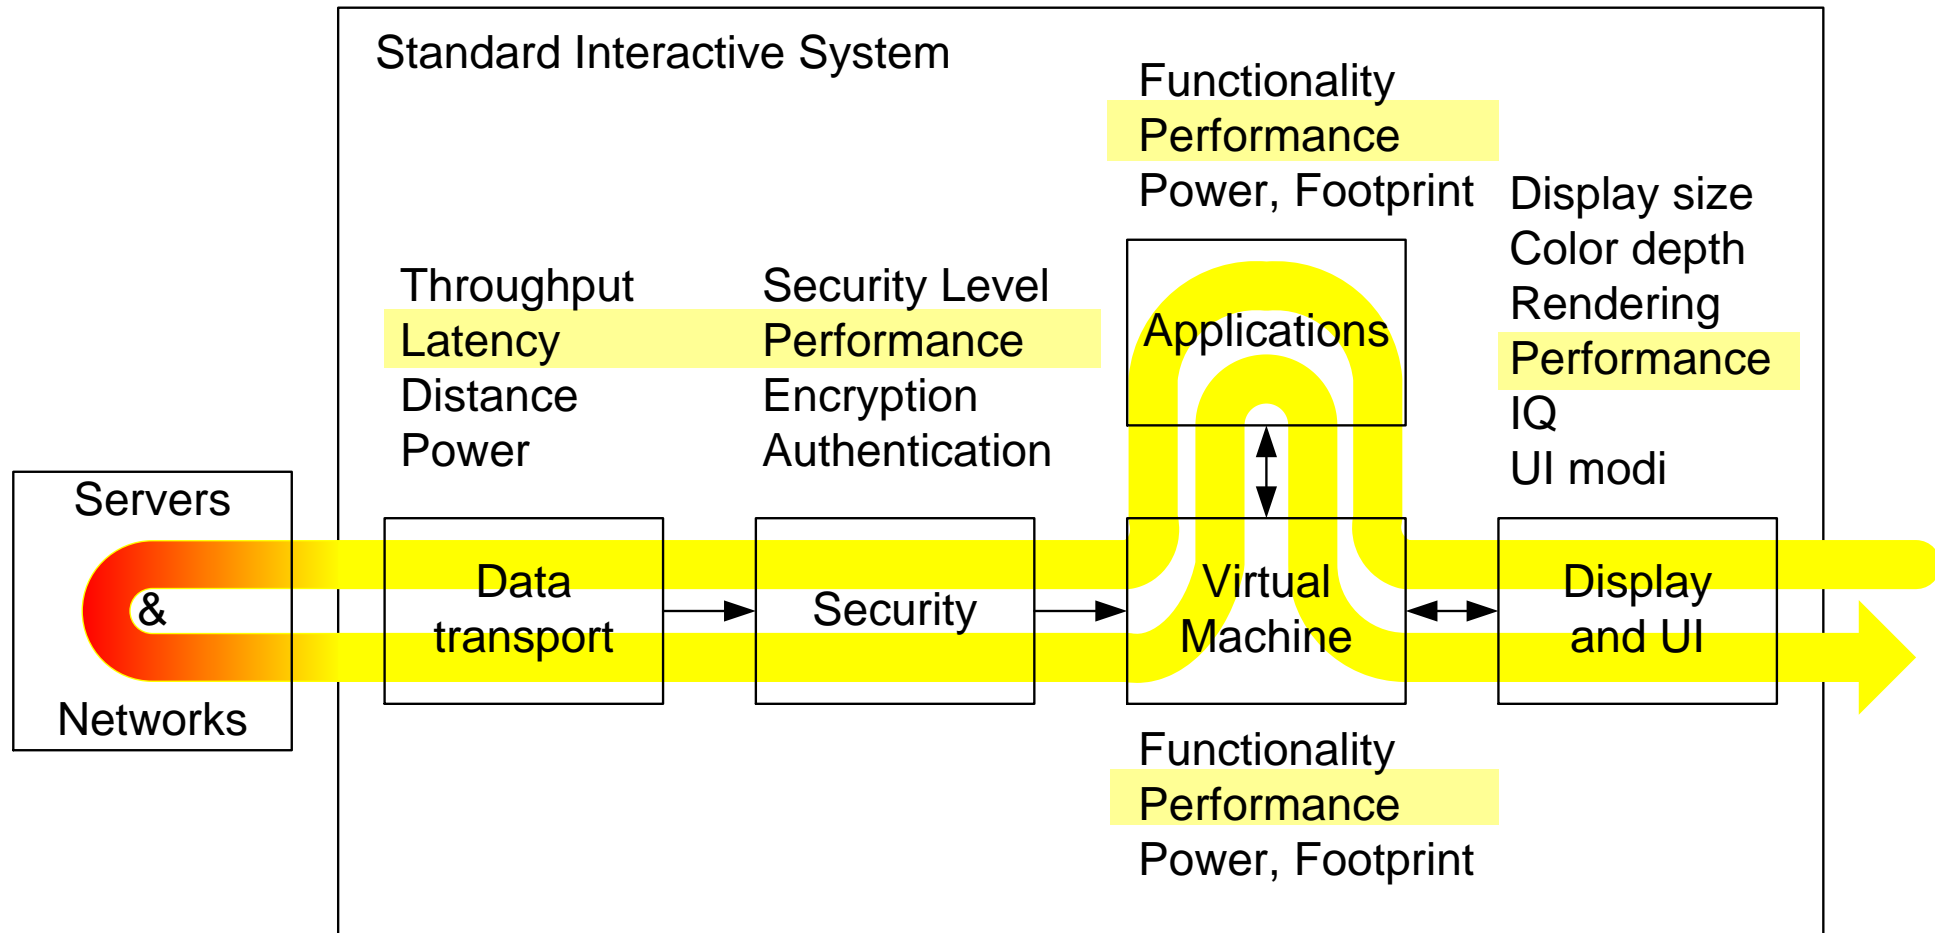 Standard Interactive System
Functionality
Performance
Power, Footprint
Display size
Color depth
Rendering
Performance
IQ
UI modi
Throughput
Latency
Distance
Power
Security Level
Performance
Encryption
Authentication
Applications
Servers
&
Networks
Data
transport
Security
Virtual
Machine
Display
and UI
Functionality
Performance
Power, Footprint